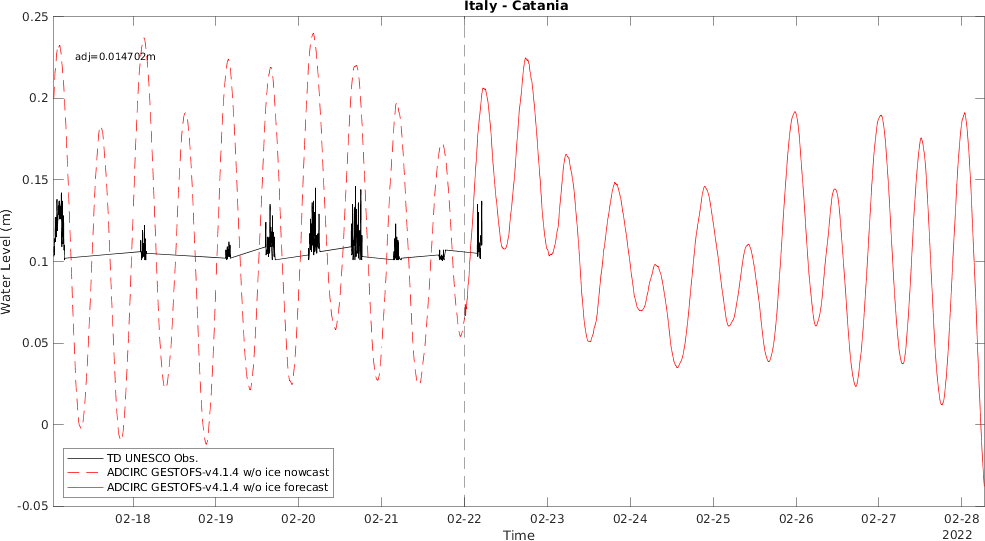 Italy - Catania
adj=0.014702m
0.25
0.2
0.15
0.1
0.05
0
-0.05
Water Level (m)
TD UNESCO Obs.
ADCIRC GESTOFS-v4.1.4 w/o ice nowcast
ADCIRC GESTOFS-v4.1.4 w/o ice forecast
02-18 02-19 02-20 02-21 02-22 02-23 02-24 02-25 02-26 02-27 02-28
Time
2022